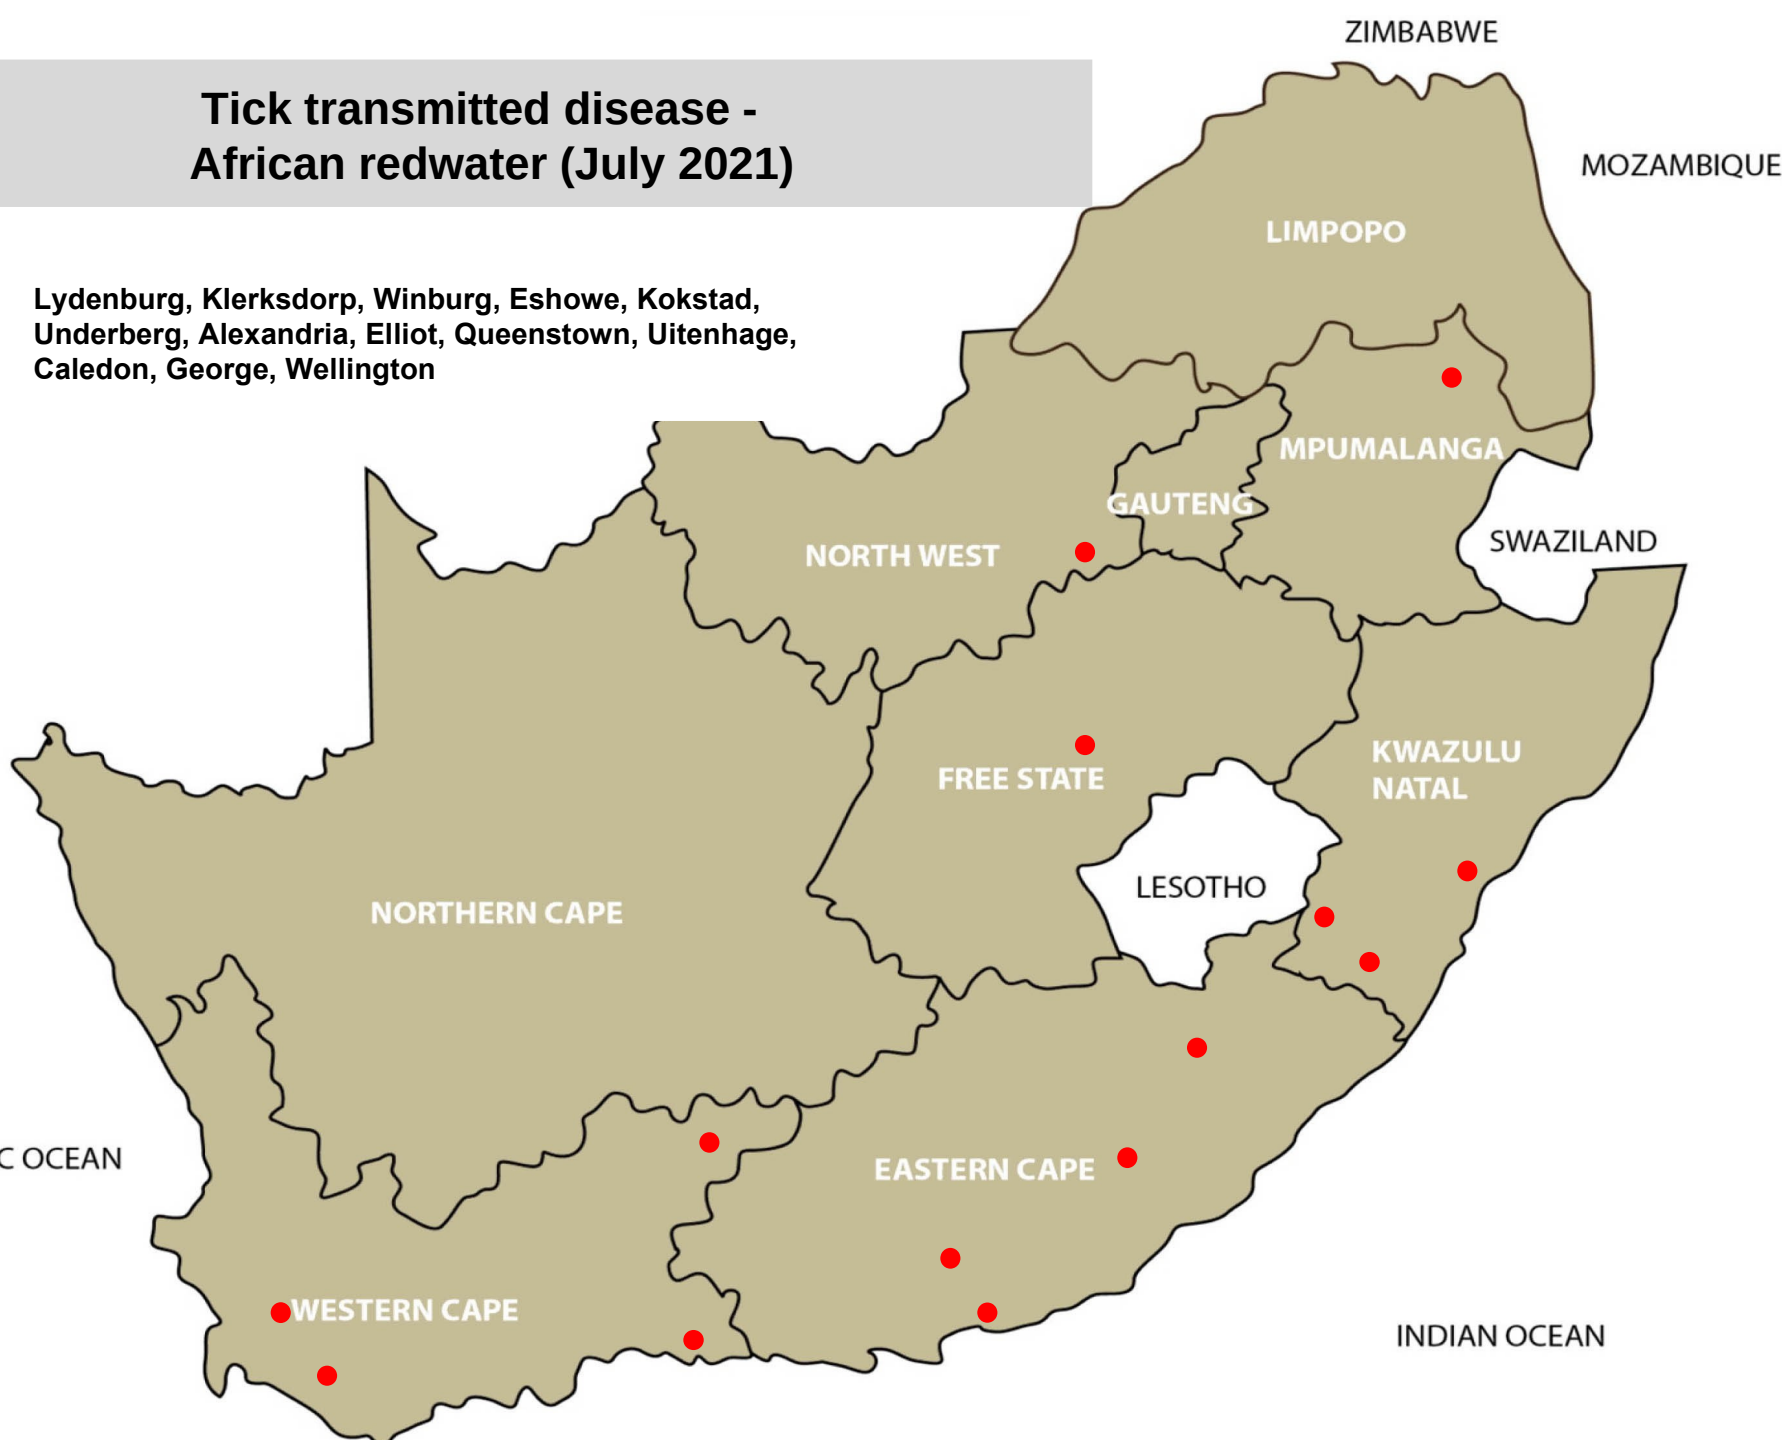 ZIMBABWE
Tick transmitted disease -
African redwater (July 2021)
MOZAMBIQUE
LIMPOPO
Lydenburg, Klerksdorp, Winburg, Eshowe, Kokstad,
Underberg, Alexandria, Elliot, Queenstown, Uitenhage,
Caledon, George, Wellington
MPUMALANGA
GAUTENG
SWAZILAND
NORTH WEST
KWAZULU
NATAL
FREE STATE
LESOTHO
NORTHERN CAPE
C OCEAN
EASTERN CAPE
WESTERN CAPE
INDIAN OCEAN